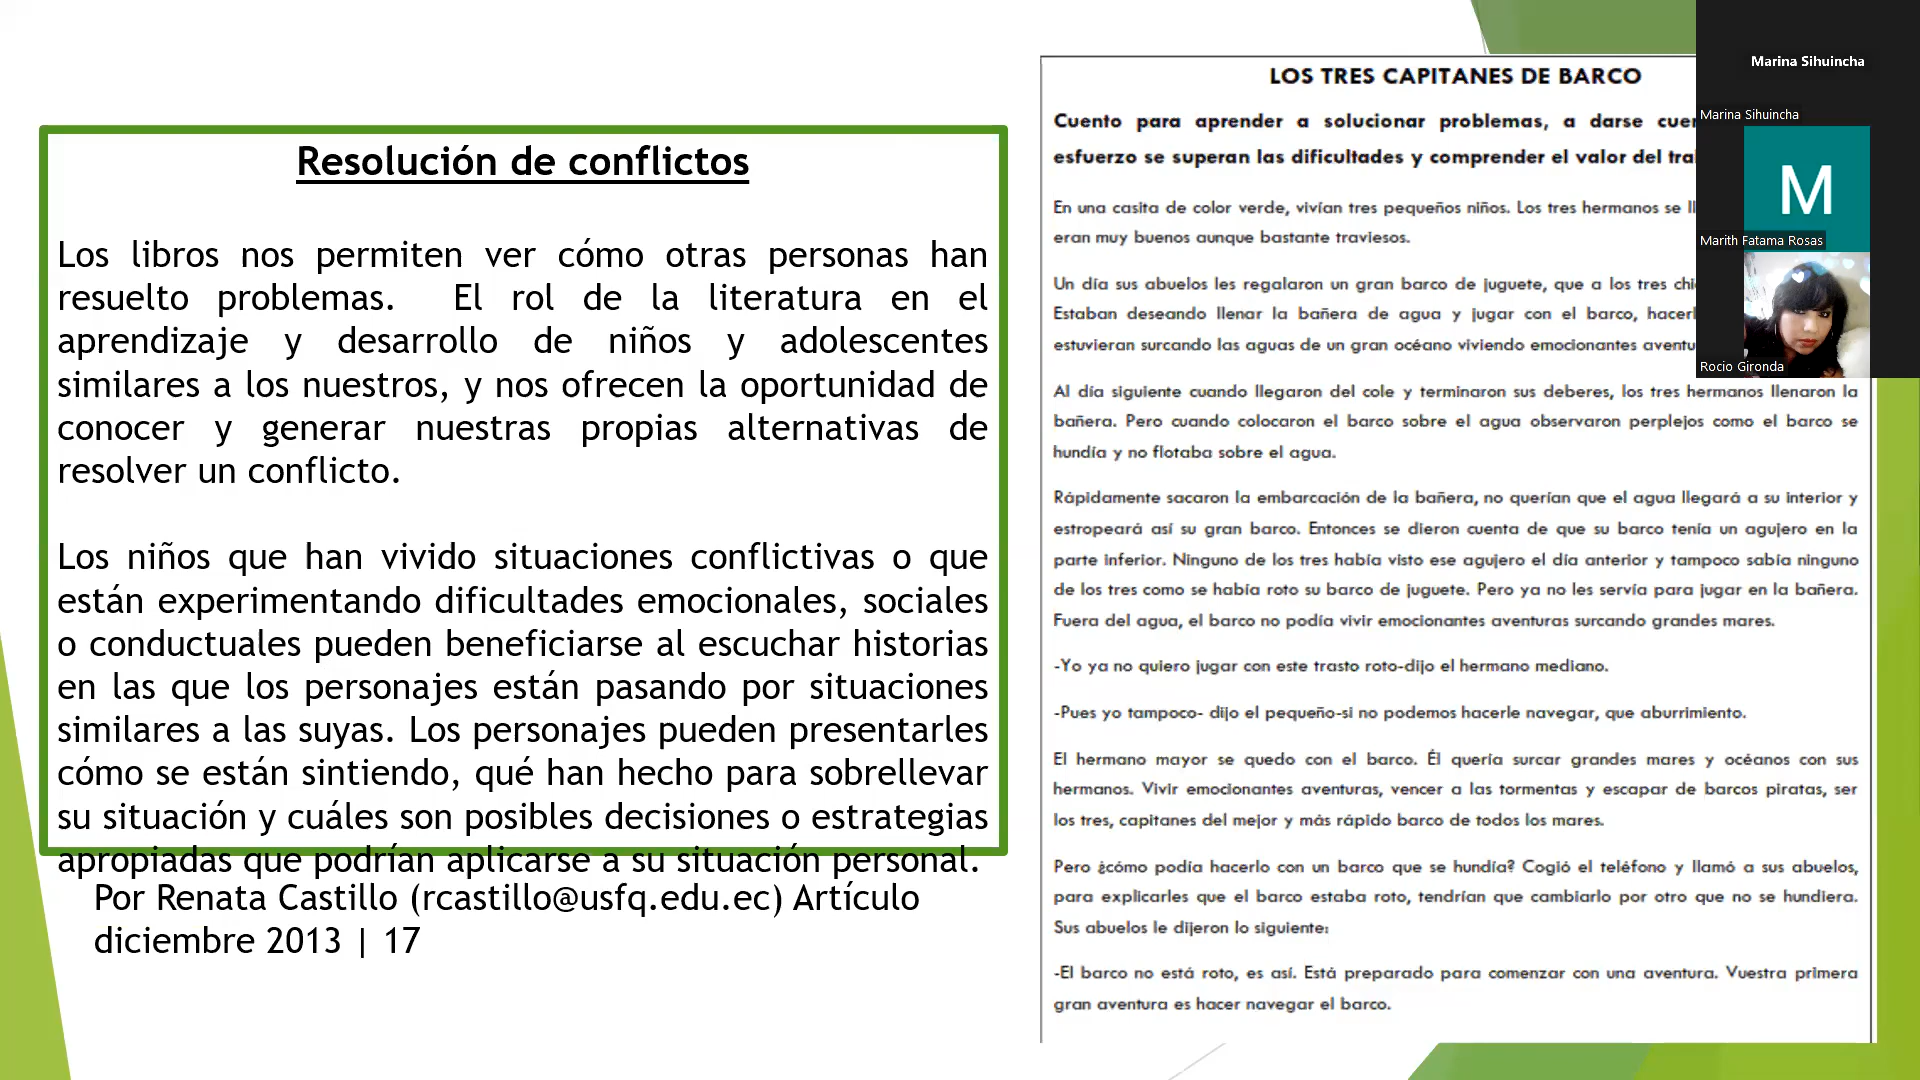 Resolución de conflictos
Los libros nos permiten ver cómo otras personas han
resuelto problemas. El rol de la literatura en el
aprendizaje y desarrollo de niños y adolescentes
similares a los nuestros, y nos ofrecen la oportunidad de
conocer y generar nuestras propias alternativas de
resolver un conflicto.
Los niños que han vivido situaciones conflictivas o que
están experimentando dificultades emocionales, sociales
o conductuales pueden beneficiarse al escuchar historias
en las que los personajes están pasando por situaciones
similares a las suyas. Los personajes pueden presentarles
cómo se están sintiendo, qué han hecho para sobrellevar
su situación y cuáles son posibles decisiones o estrategias
apropiadas que podrían aplicarse a su situación personal.
Por Renata Castillo (rcastillo@usfq.edu.ec) Artículo
diciembre 2013 | 17
LOS TRES CAPITANES DE BARCO
Cuento para aprender a solucionar problemas, a darse
esfuerzo se superan las dificultades y comprender el valor del
En una casita de color verde, vivían tres pequeños niños. Los tres hermanos se
eran muy buenos aunque bastante traviesos.
Un día sus abuelos les regalaron un gran barco de juguete, que a los tres
Estaban deseando llenar la bañera de agua y jugar con el barco,
estuvieran surcando las aguas de un gran océano viviendo emocionantes
Al día siguiente cuando llegaron del cole y terminaron sus deberes, los tres hermanos llenaron la
bañera. Pero cuando colocaron el barco sobre el agua observaron perplejos como el barco se
hundía y no flotaba sobre el agua.
Rápidamente sacaron la embarcación de la bañera, no querían que el agua llegará a su interior y
estropeará así su gran barco. Entonces se dieron cuenta de que su barco tenía un agujero en la
parte inferior. Ninguno de los tres había visto ese agujero el día anterior y tampoco sabía ninguno
de los tres como se había roto su barco de juguete. Pero ya no les servía para jugar en la bañera.
Fuera del agua, el barco no podía vivir emocionantes aventuras surcando grandes mares.
-Yo ya no quiero jugar con este trasto roto-dijo el hermano mediano.
-Pues yo tampoco- dijo el pequeño-si no podemos hacerle navegar, que aburrimiento.
El hermano mayor se quedo con el barco. Él quería surcar grandes mares y océanos con sus
hermanos. Vivir emocionantes aventuras, vencer a las tormentas y escapar de barcos piratas, ser
los tres, capitanes del mejor y más rápido barco de todos los mares.
Pero ¿cómo podía hacerlo con un barco que se hundía? Cogió el teléfono y llamó a sus abuelos,
para explicarles que el barco estaba roto, tendrían que cambiarlo por otro que no se hundiera.
Sus abuelos le dijeron lo siguiente:
-El barco no está roto, es así. Está preparado para comenzar con una aventura. Vuestra primera
gran aventura es hacer navegar el barco.
Marina Sihuincha
Marina Sihuincha
M
Marith Fatama Rosas
Rocio Gironda